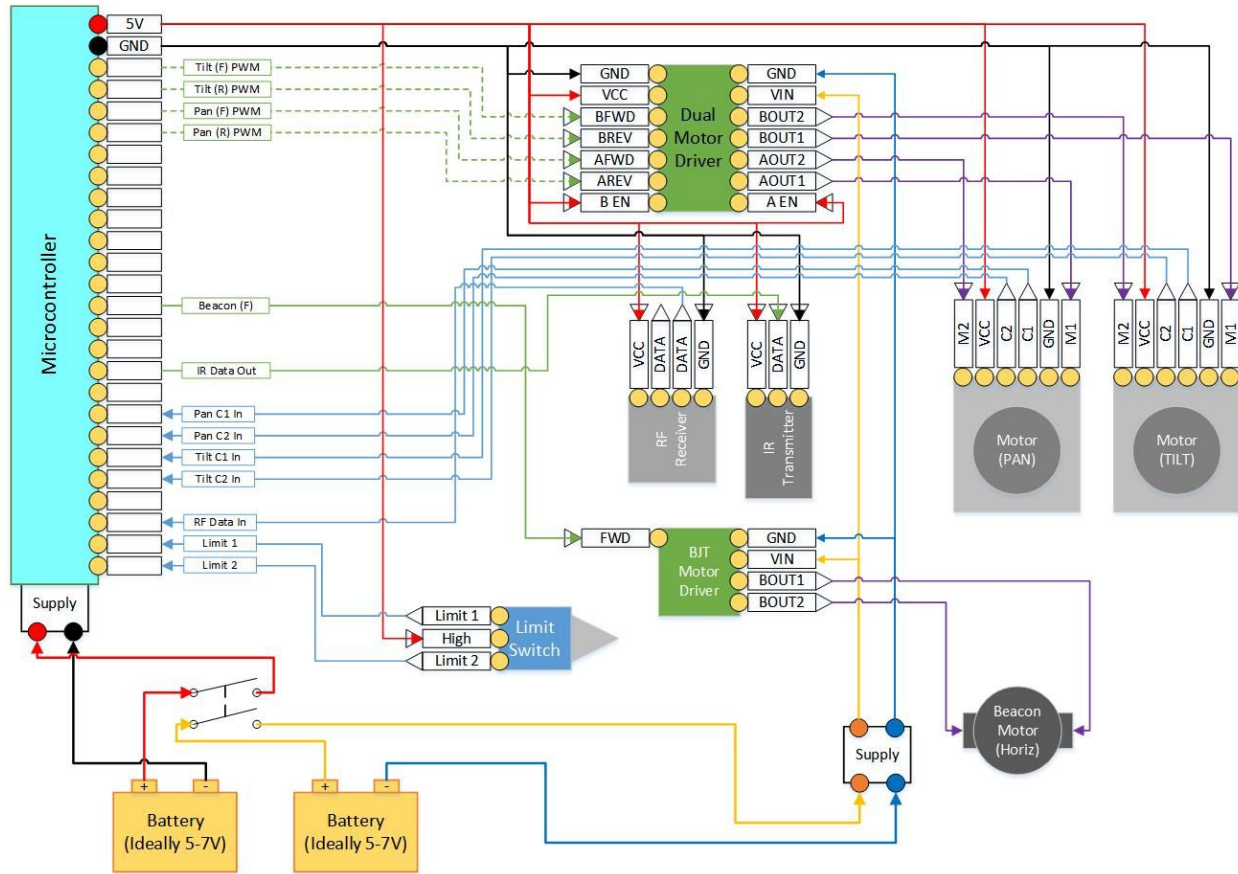 5V
GND
Tilt (F) PWM
Tilt (R) PWM
Pan (F) PWM
Pan (R) PWM
Microcontroller
Beacon (F)
IR Data Out
Pan C1 In
Pan C2 In
Tilt C1 In
Tilt C2 In
RF Data In
Limit 1
Limit 2
Supply
GND
VCC
BFWD
BREV
AFWD
AREV
B EN
Dual
Motor
Driver
GND
VIN
BOUT2
BOUT1
AOUT2
AOUT1
A EN
VCC
DATA
DATA
GND
RF
Receiver
VCC
DATA
GND
IR
Transmitter
M2
VCC
C2
C1
GND
M1
Motor
(PAN)
M2
VCC
C2
C1
GND
M1
Motor
(TILT)
FWD
BJT
Motor
Driver
GND
VIN
BOUT1
BOUT2
Limit 1
High
Limit 2
Limit
Switch
Beacon
Motor
(Horiz)
Supply
+
-
Battery
(Ideally 5-7V)
+
-
Battery
(Ideally 5-7V)